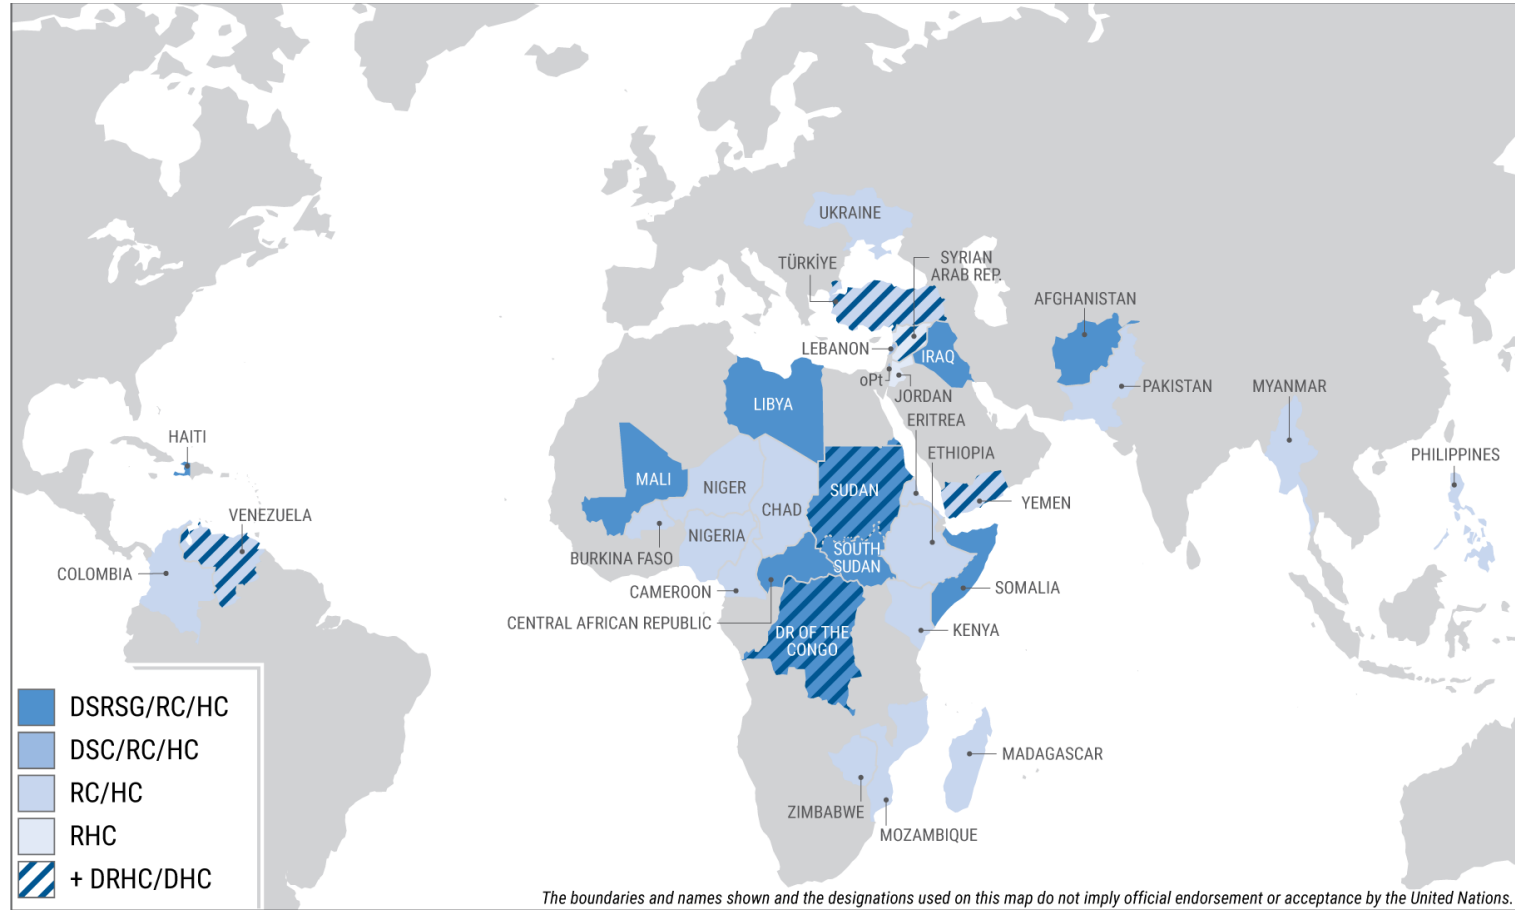 UKRAINE
TÜRKİYE
SYRIAN
ARAB REP.
AFGHANISTAN
LEBANON
IRAQ
oPt
JORDAN
PAKISTAN
MYANMAR
LIBYA
ERITREA
HAITI
ETHIOPIA
PHILIPPINES
MALI
NIGER
SUDAN
YEMEN
CHAD
VENEZUELA
NIGERIA
BURKINA FASO
SOUTH
SUDAN
COLOMBIA
CAMEROON
SOMALIA
CENTRAL AFRICAN REPUBLIC
KENYA
DR OF THE
CONGO
MADAGASCAR
ZIMBABWE
MOZAMBIQUE
DSRSG/RC/HC
DSC/RC/HC
RC/HC
RHC
+ DRHC/DHC
The boundaries and names shown and the designations used on this map do not imply official endorsement or acceptance by the United Nations.